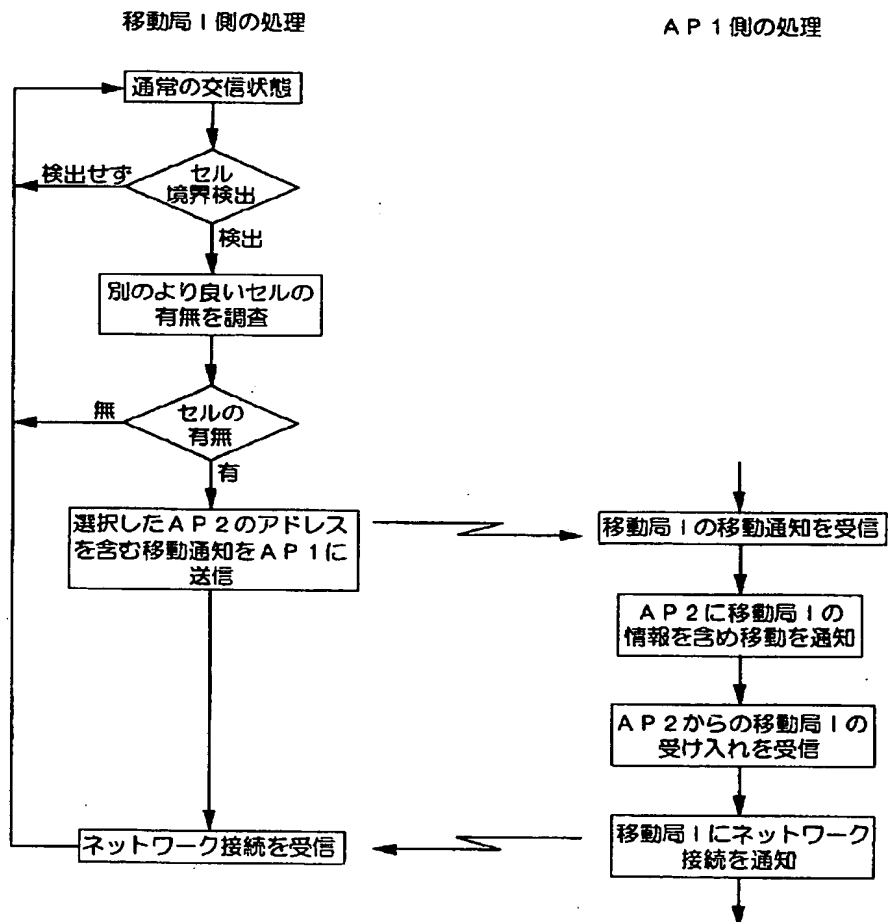 移動局I側の処理
AP1側の処理
通常の交信状態
検出せず
セル
境界検出
検出
別のより良いセルの
有無を調査
無
セルの
有無
有
選択したAP2のアドレス
を含む移動通知をAP1に
送信
移動局Iの移動通知を受信
AP2に移動局Iの
情報を含め移動を通知
AP2からの移動局Iの
受け入れを受信
ネットワーク接続を受信
移動局Iにネットワーク
接続を通知